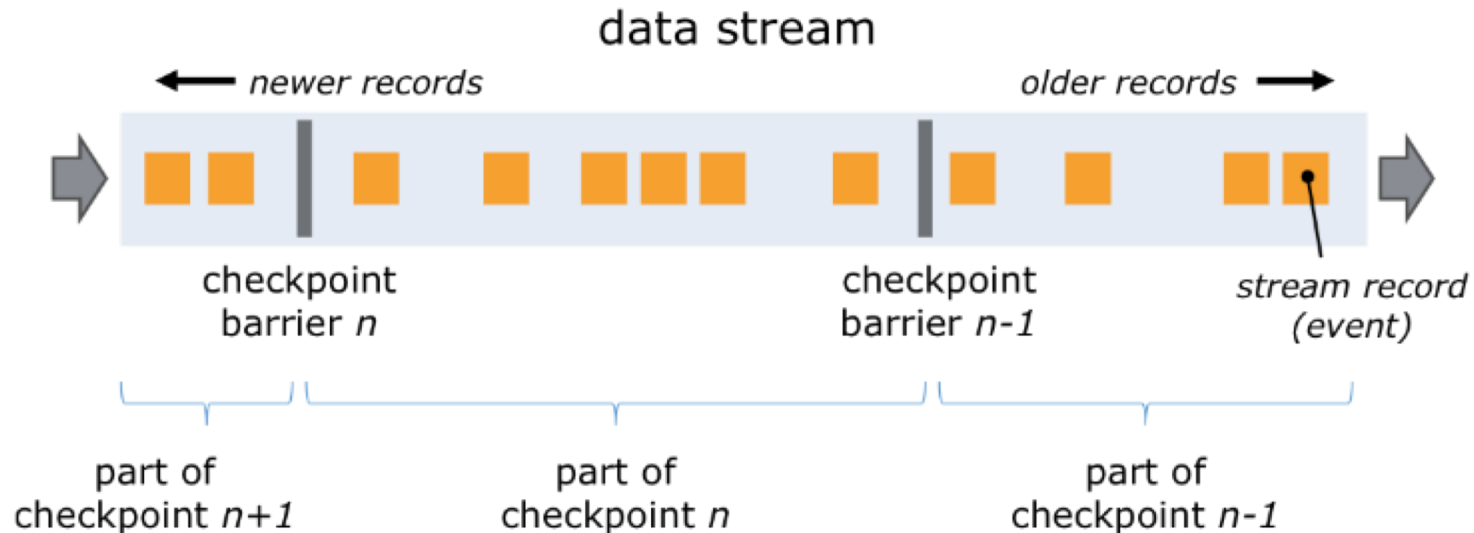 data stream
newer records
older records
checkpoint
barrier n
checkpoint
barrier n-1
stream record
(event)
part of
checkpoint n+1
part of
checkpoint n
part of
checkpoint n-1